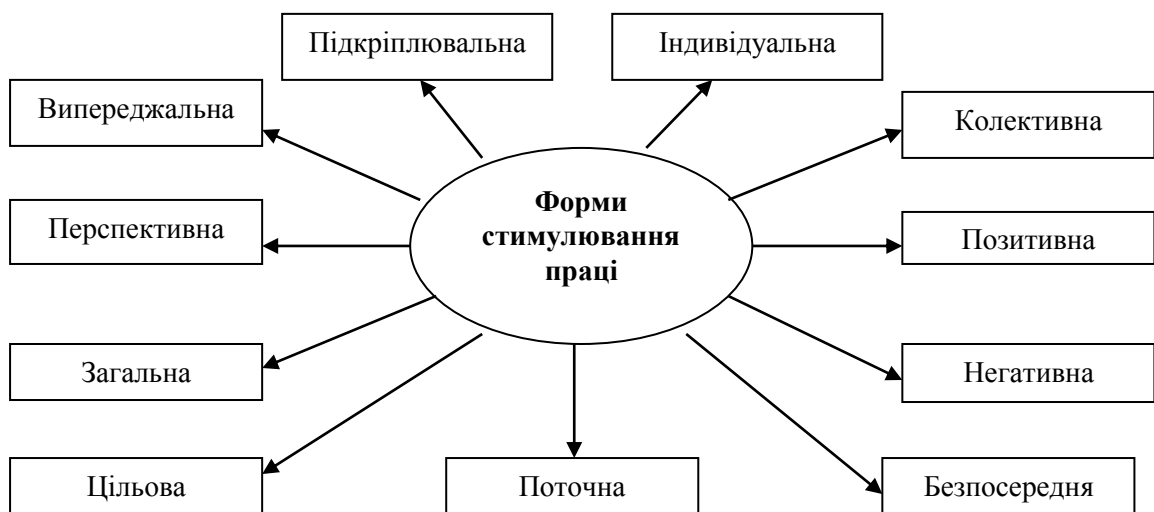 Підкріплювальна
Індивідуальна
Випереджальна
Колективна
Форми
стимулювання
праці
Перспективна
Позитивна
Загальна
Негативна
Цільова
Поточна
Безпосередня